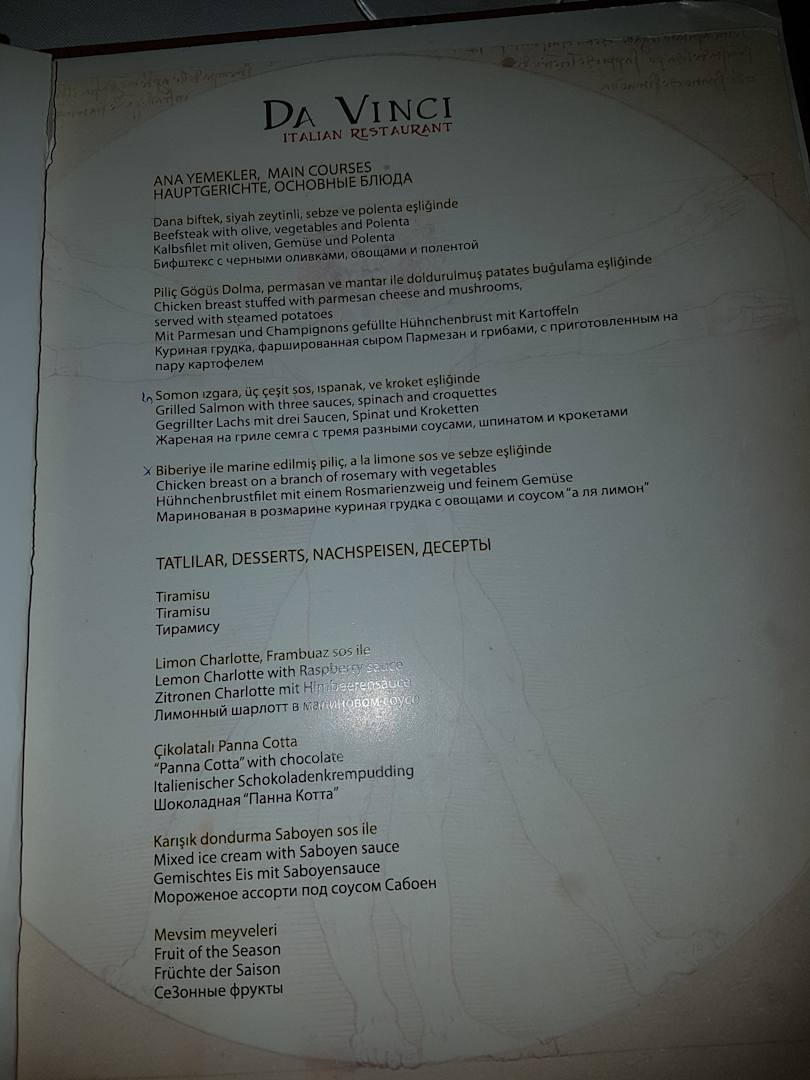 DA VINCI
ITALIAN RESTAURANT
ANA YEMEKLER, MAIN COURSES
HAUPTGERICHTE, ОСНОВНЫЕ БЛЮДА
Dana biftek, siyah zeytinli, sebze ve polenta eşliğinde
Beefsteak with olive, vegetables and Polenta
Kalbsfilet mit oliven, Gemüse und Polenta
Бифштекс с черными оливками, овощами и полентой
Piliç Gögüs Dolma, permasan ve mantar ile doldurulmuş patates buğulama eşliğinde
Chicken breast stuffed with parmesan cheese and mushrooms,
served with steamed potatoes
Mit Parmesan und Champignons gefüllte Hühnchenbrust mit Kartoffeln
Куриная грудка, фаршированная сыром Пармезан и грибами, с приготовленным на
пару картофелем
Somon ızgara, üç çeşit sos, ıspanak, ve kroket eşliğinde
Grilled Salmon with three sauces, spinach and croquettes
Gegrillter Lachs mit drei Saucen, Spinat und Kroketten
Жареная на гриле семга с тремя разными соусами, шпинатом и крокетами
Biberiye ile marine edilmiş piliç, a la limone sos ve sebze eşliğinde
Chicken breast on a branch of rosemary with vegetables
Hühnchenbrustfilet mit einem Rosmarienzweig und feinem Gemüse
Маринованая в розмарине куриная грудка с овощами и соусом "а ля лимон"
TATLILAR, DESSERTS, NACHSPEISEN, ДЕСЕРТЫ
Tiramisu
Tiramisu
Тирамису
Limon Charlotte, Frambuaz sos ile
Lemon Charlotte with Raspberry sauce
Zitronen Charlotte mit Himbeerensauce
Лимонный шарлотт в малиновом соусе
Çikolatalı Panna Cotta
"Panna Cotta" with chocolate
Italienischer Schokoladenkrempudding
Шоколадная "Панна Котта"
Karışık dondurma Saboyen sos ile
Mixed ice cream with Saboyen sauce
Gemischtes Eis mit Saboyensauce
Мороженое ассорти под соусом Сабоен
Mevsim meyveleri
Fruit of the Season
Früchte der Saison
СеЗонные фрукты